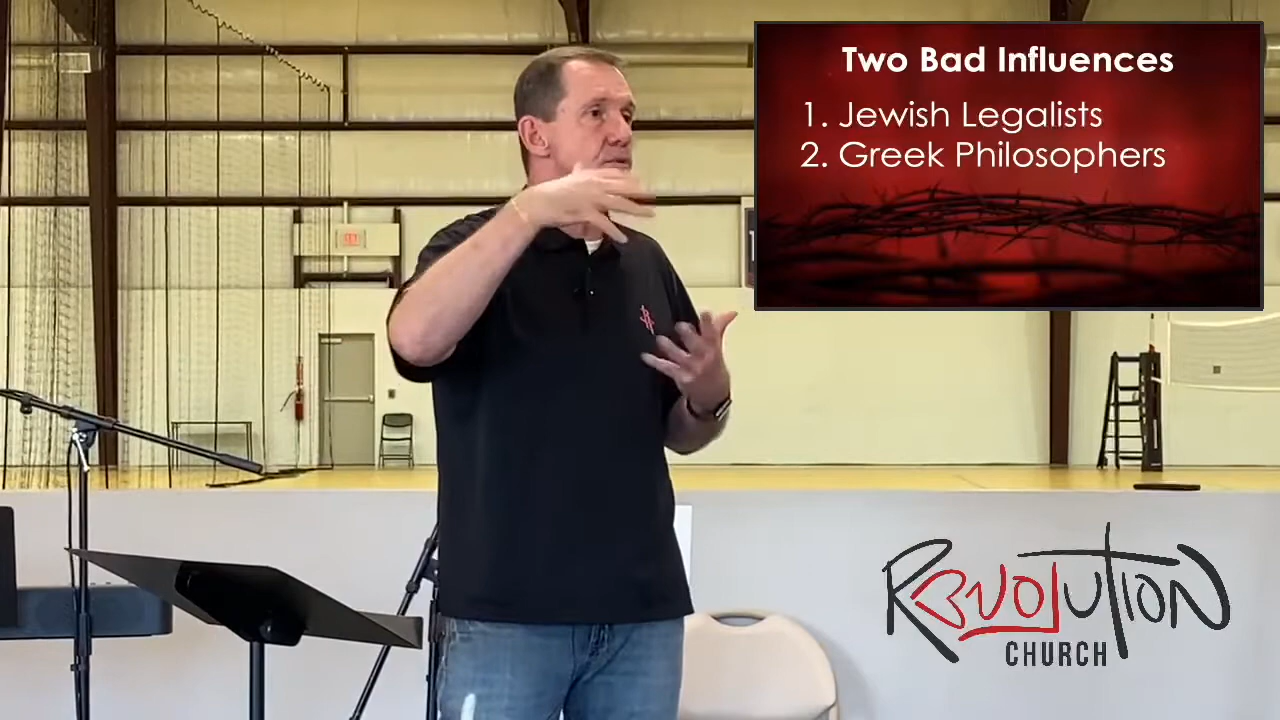 Two Bad Influences
1. Jewish Legalists
2. Greek Philosophers
REVOLUTION
CHURCH